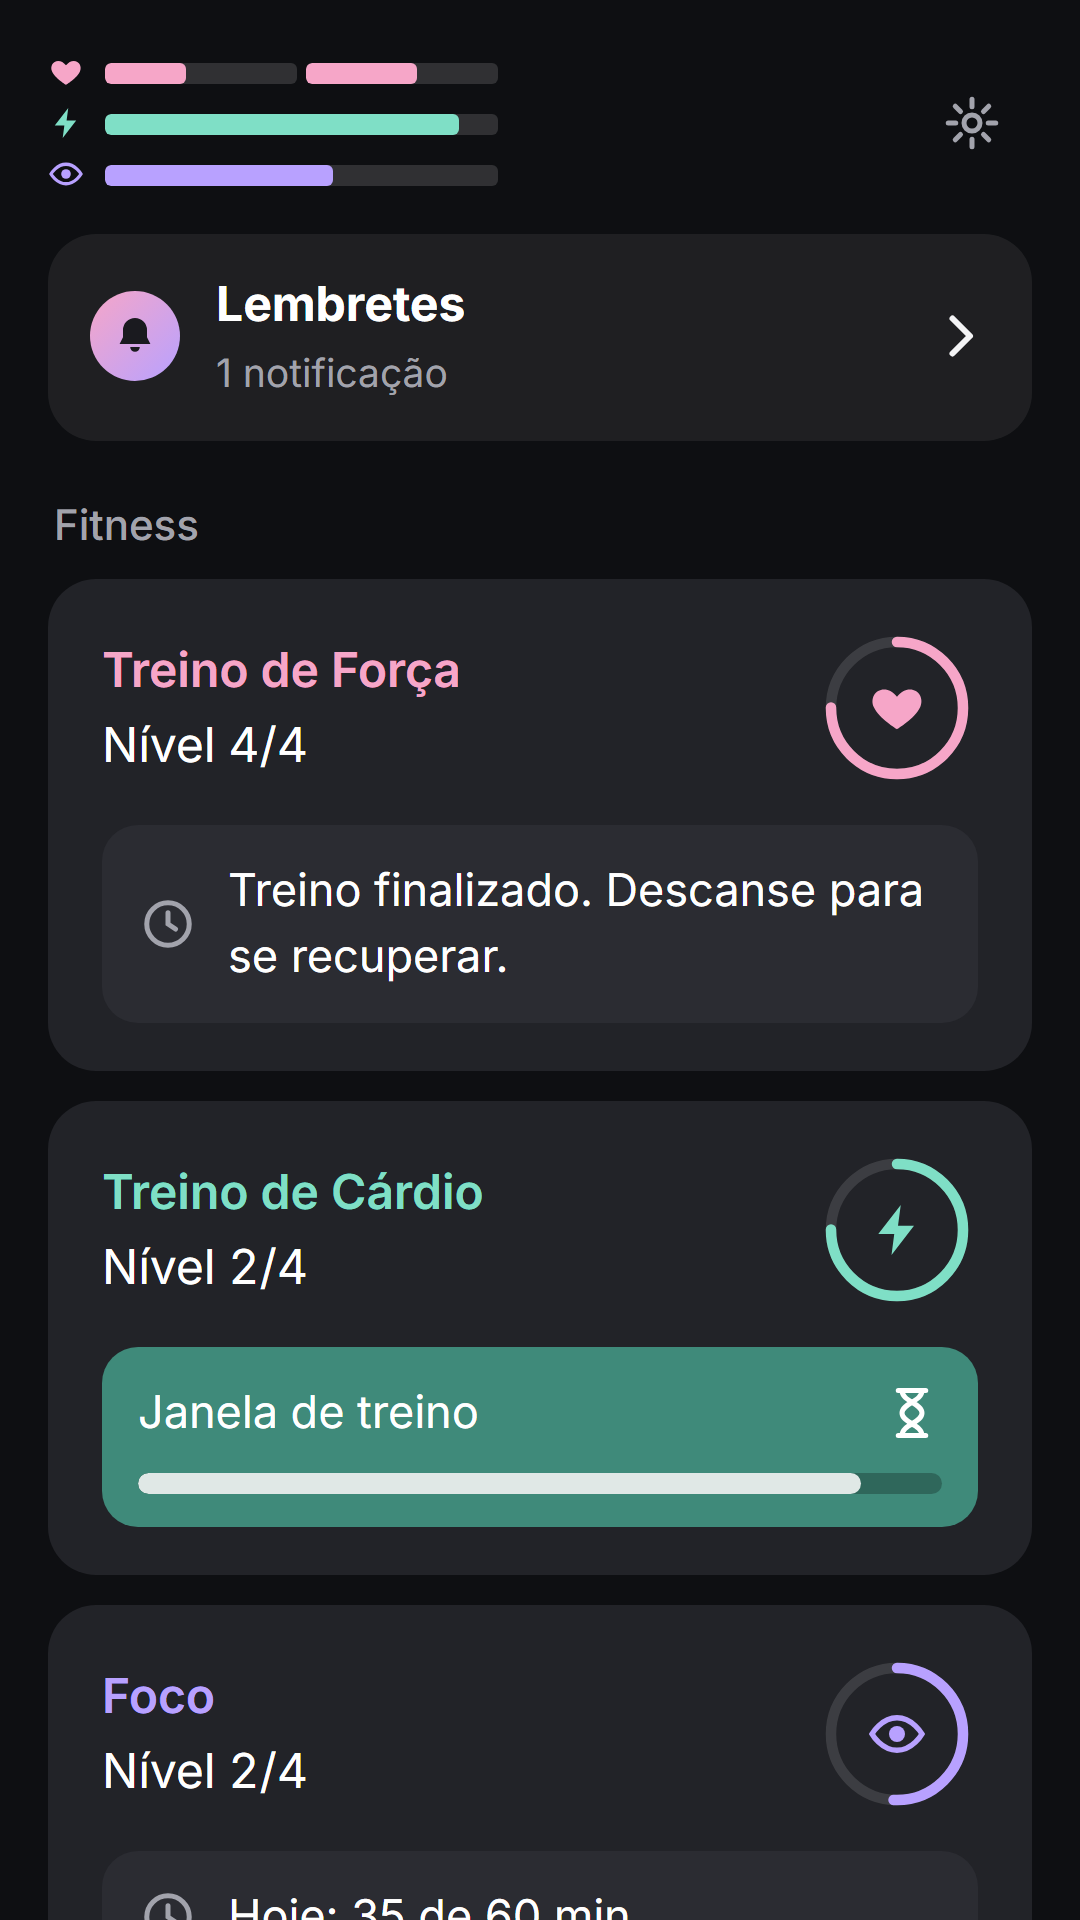 Lembretes
1 notificação
Fitness
Treino de Força
Nível 4/4
Treino finalizado. Descanse para
se recuperar.
Treino de Cárdio
Nível 2/4
Janela de treino
Foco
Nível 2/4
Hoje: 35 de 60 min